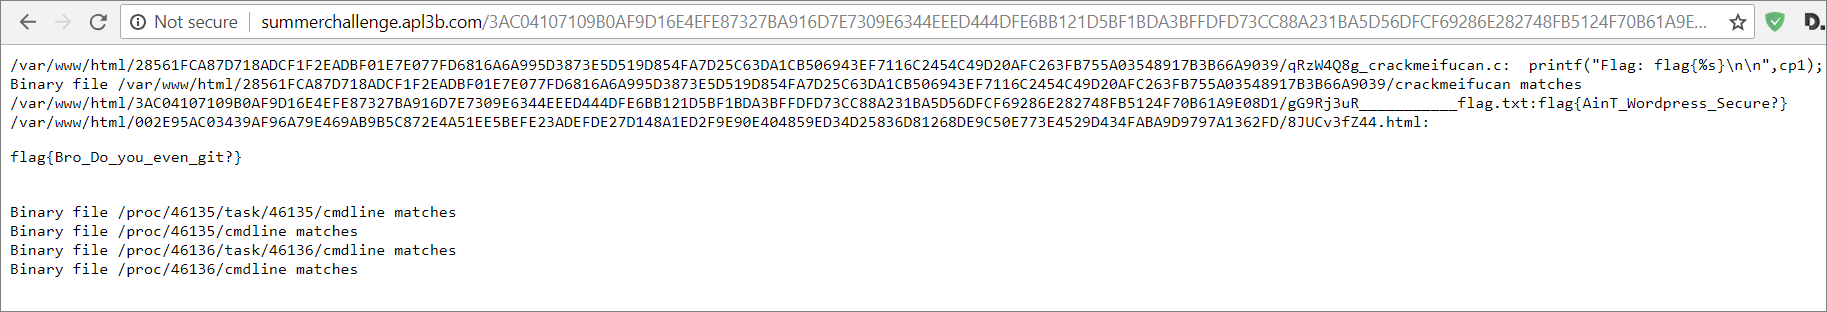 Not secure summerchallenge.apl3b.com/3AC04107109B0AF9D16E4EFE87327BA916D7E7309E6344EEED444DFE6BB121D5BF1BDA3BFFDFD73CC88A231BA5D56DFCF69286E282748FB5124F70B61A9E... D.
/var/www/html/28561FCA87D718ADCF1F2EADBF01E7E077FD6816A6A995D3873E5D519D854FA7D25C63DA1CB506943EF7116C2454C49D20AFC263FB755A03548917B3B66A9039/qRzW4Q8g_crackmeifucan.c:  printf("Flag: flag{%s}\n\n",cp1);
Binary file /var/www/html/28561FCA87D718ADCF1F2EADBF01E7E077FD6816A6A995D3873E5D519D854FA7D25C63DA1CB506943EF7116C2454C49D20AFC263FB755A03548917B3B66A9039/crackmeifucan matches
/var/www/html/3AC04107109B0AF9D16E4EFE87327BA916D7E7309E6344EEED444DFE6BB121D5BF1BDA3BFFDFD73CC88A231BA5D56DFCF69286E282748FB5124F70B61A9E08D1/gG9Rj3uR___________flag.txt:flag{AinT_Wordpress_Secure?}
/var/www/html/002E95AC03439AF96A79E469AB9B5C872E4A51EE5BEFE23ADEFDE27D148A1ED2F9E90E404859ED34D25836D81268DE9C50E773E4529D434FABA9D9797A1362FD/8JUCv3fZ44.html:
flag{Bro_Do_you_even_git?}
Binary file /proc/46135/task/46135/cmdline matches
Binary file /proc/46135/cmdline matches
Binary file /proc/46136/task/46136/cmdline matches
Binary file /proc/46136/cmdline matches